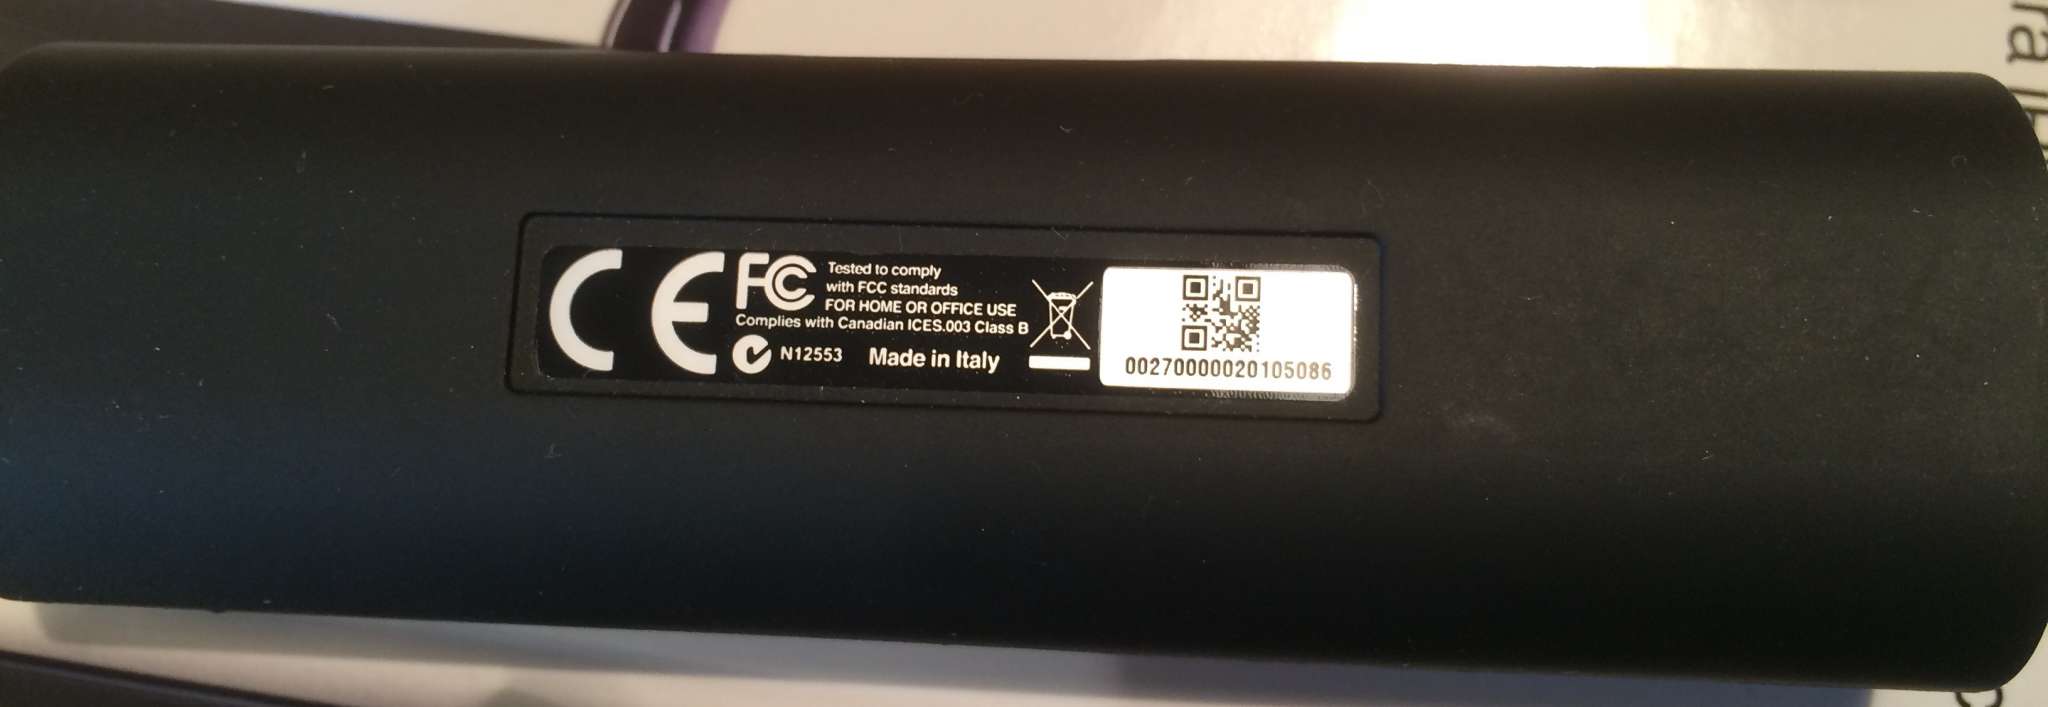 CE
FC
Tested to comply
with FCC standards
FOR HOME OR OFFICE USE
Complies with Canadian ICES.003 Class B
N12553 Made in Italy
00270000020105086
ra